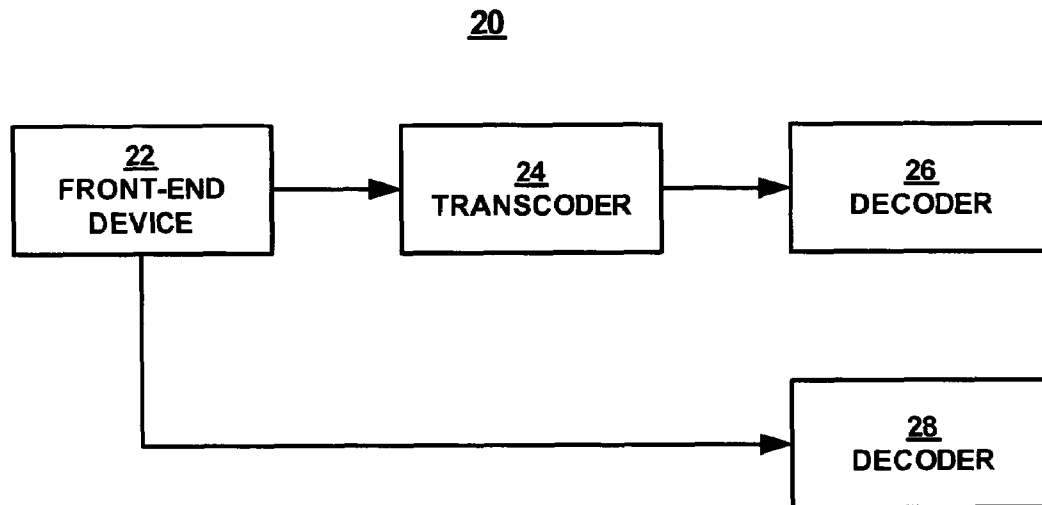 20
22
FRONT-END
DEVICE
24
TRANSCODER
26
DECODER
28
DECODER